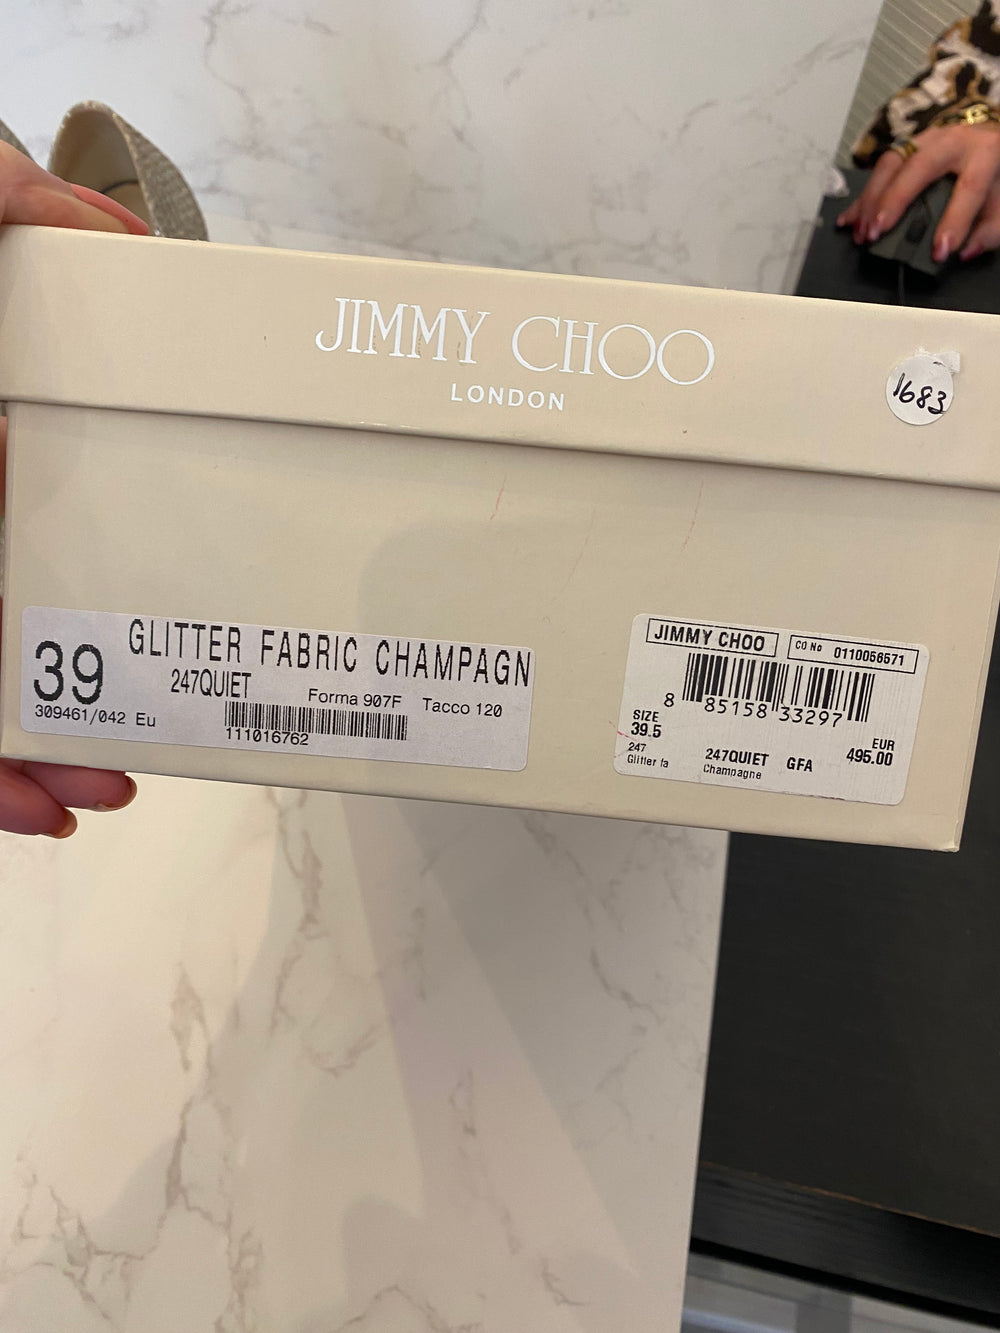 JIMMY CHOO
LONDON
1683
39
GLITTER FABRIC CHAMPAGN
247QUIET
Forma 907F
Tacco 120
309461/042 Eu
111016762
JIMMY CHOO
CO No 0110056571
8 85158 33297
SIZE
39.5
EUR
495.00
247
247QUIET
GFA
Glitter fa
Champagne